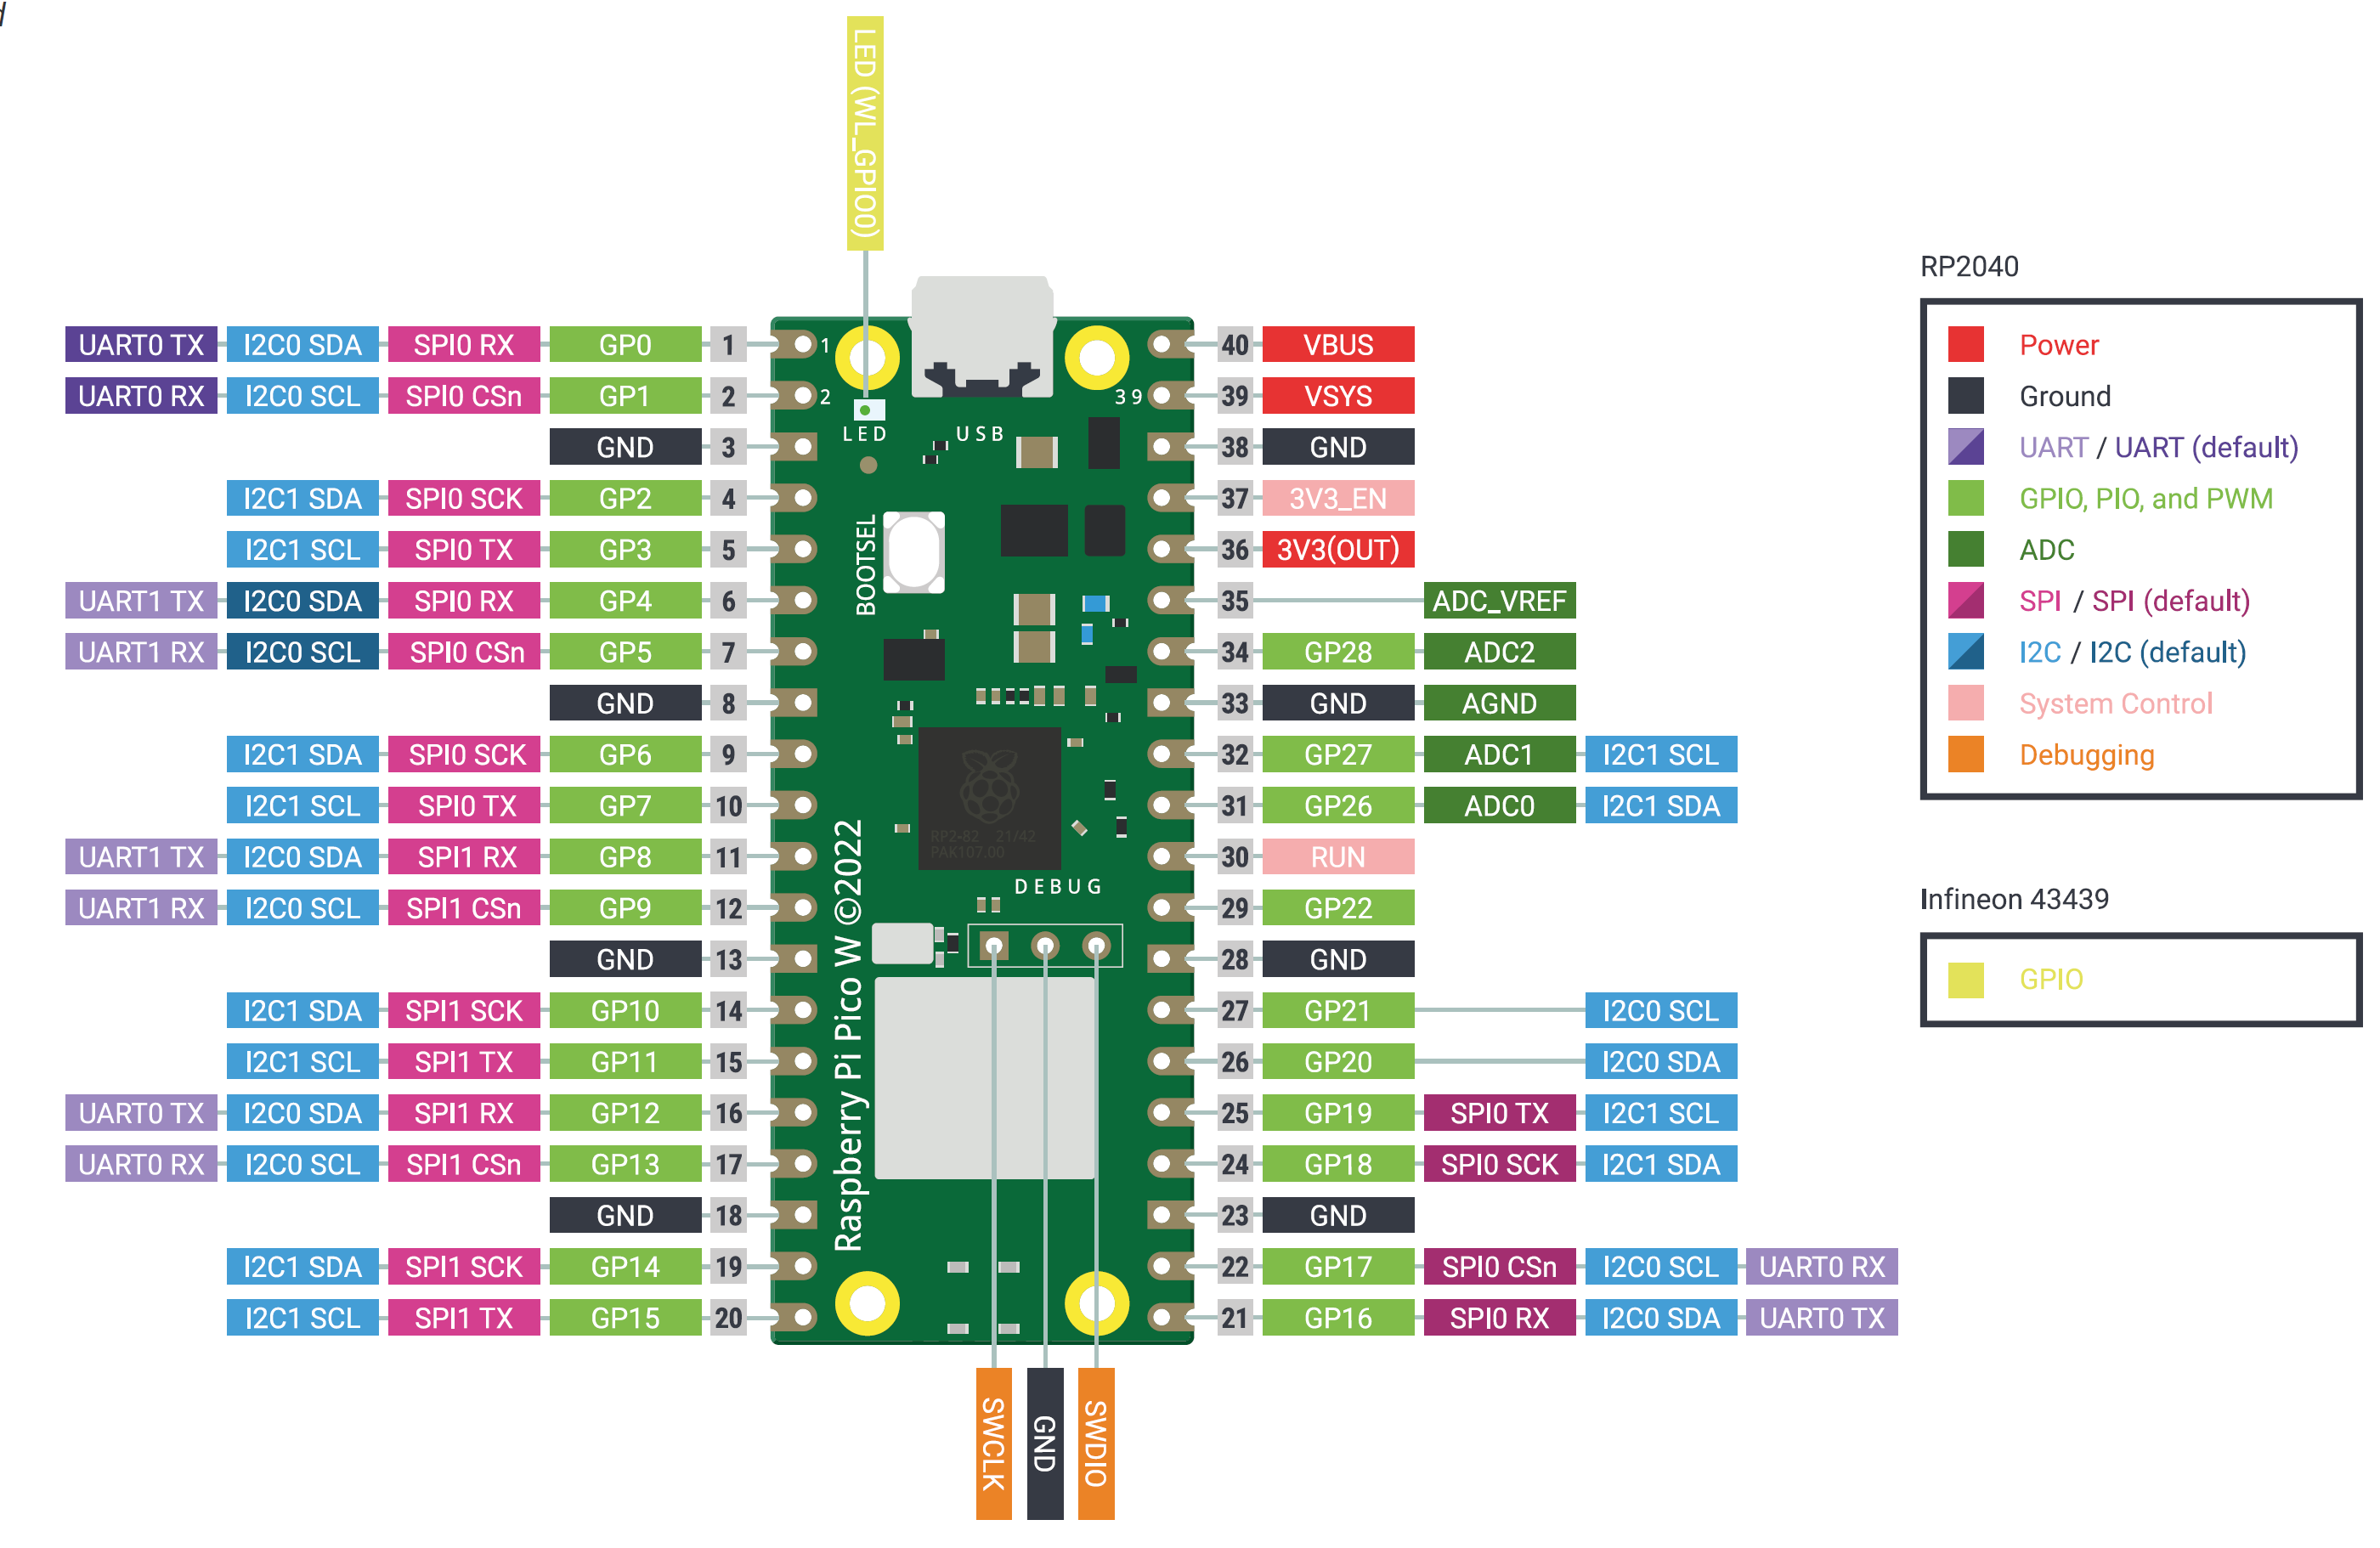 LED (WL_GPIO0)
UART0 TX I2C0 SDA SPI0 RX GP0 1 1 40 VBUS
UART0 RX I2C0 SCL SPI0 CSn GP1 2 2 39 39 VSYS
LED USB
GND 3 38 GND
I2C1 SDA SPI0 SCK GP2 4 37 3V3_EN
I2C1 SCL SPI0 TX GP3 5 36 3V3(OUT)
BOOTSEL
UART1 TX I2C0 SDA SPI0 RX GP4 6 35 ADC_VREF
UART1 RX I2C0 SCL SPI0 CSn GP5 7 34 GP28 ADC2
GND 8 33 GND AGND
I2C1 SDA SPI0 SCK GP6 9 32 GP27 ADC1 I2C1 SCL
I2C1 SCL SPI0 TX GP7 10 31 GP26 ADC0 I2C1 SDA
RP2-82 21/42
PAK107.00
UART1 TX I2C0 SDA SPI1 RX GP8 11 30 RUN
DEBUG
UART1 RX I2C0 SCL SPI1 CSn GP9 12 29 GP22
GND 13 28 GND
I2C1 SDA SPI1 SCK GP10 14 27 GP21 I2C0 SCL
I2C1 SCL SPI1 TX GP11 15 26 GP20 I2C0 SDA
Raspberry Pi Pico W ©2022
UART0 TX I2C0 SDA SPI1 RX GP12 16 25 GP19 SPI0 TX I2C1 SCL
UART0 RX I2C0 SCL SPI1 CSn GP13 17 24 GP18 SPI0 SCK I2C1 SDA
GND 18 23 GND
I2C1 SDA SPI1 SCK GP14 19 22 GP17 SPI0 CSn I2C0 SCL UART0 RX
I2C1 SCL SPI1 TX GP15 20 21 GP16 SPI0 RX I2C0 SDA UART0 TX
SWCLK
GND
SWDIO
RP2040
Power
Ground
UART / UART (default)
GPIO, PIO, and PWM
ADC
SPI / SPI (default)
I2C / I2C (default)
System Control
Debugging
Infineon 43439
GPIO